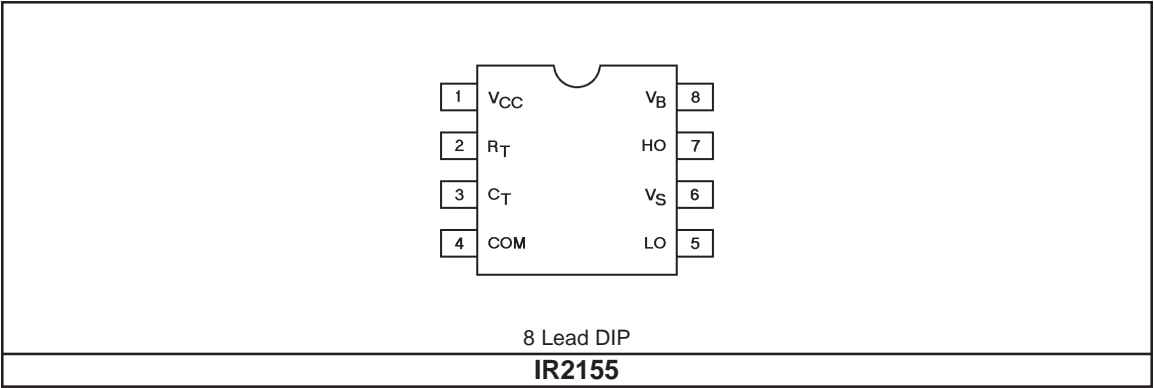 1 VCC VB 8
2 RT HO 7
3 CT VS 6
4 COM LO 5
8 Lead DIP
IR2155